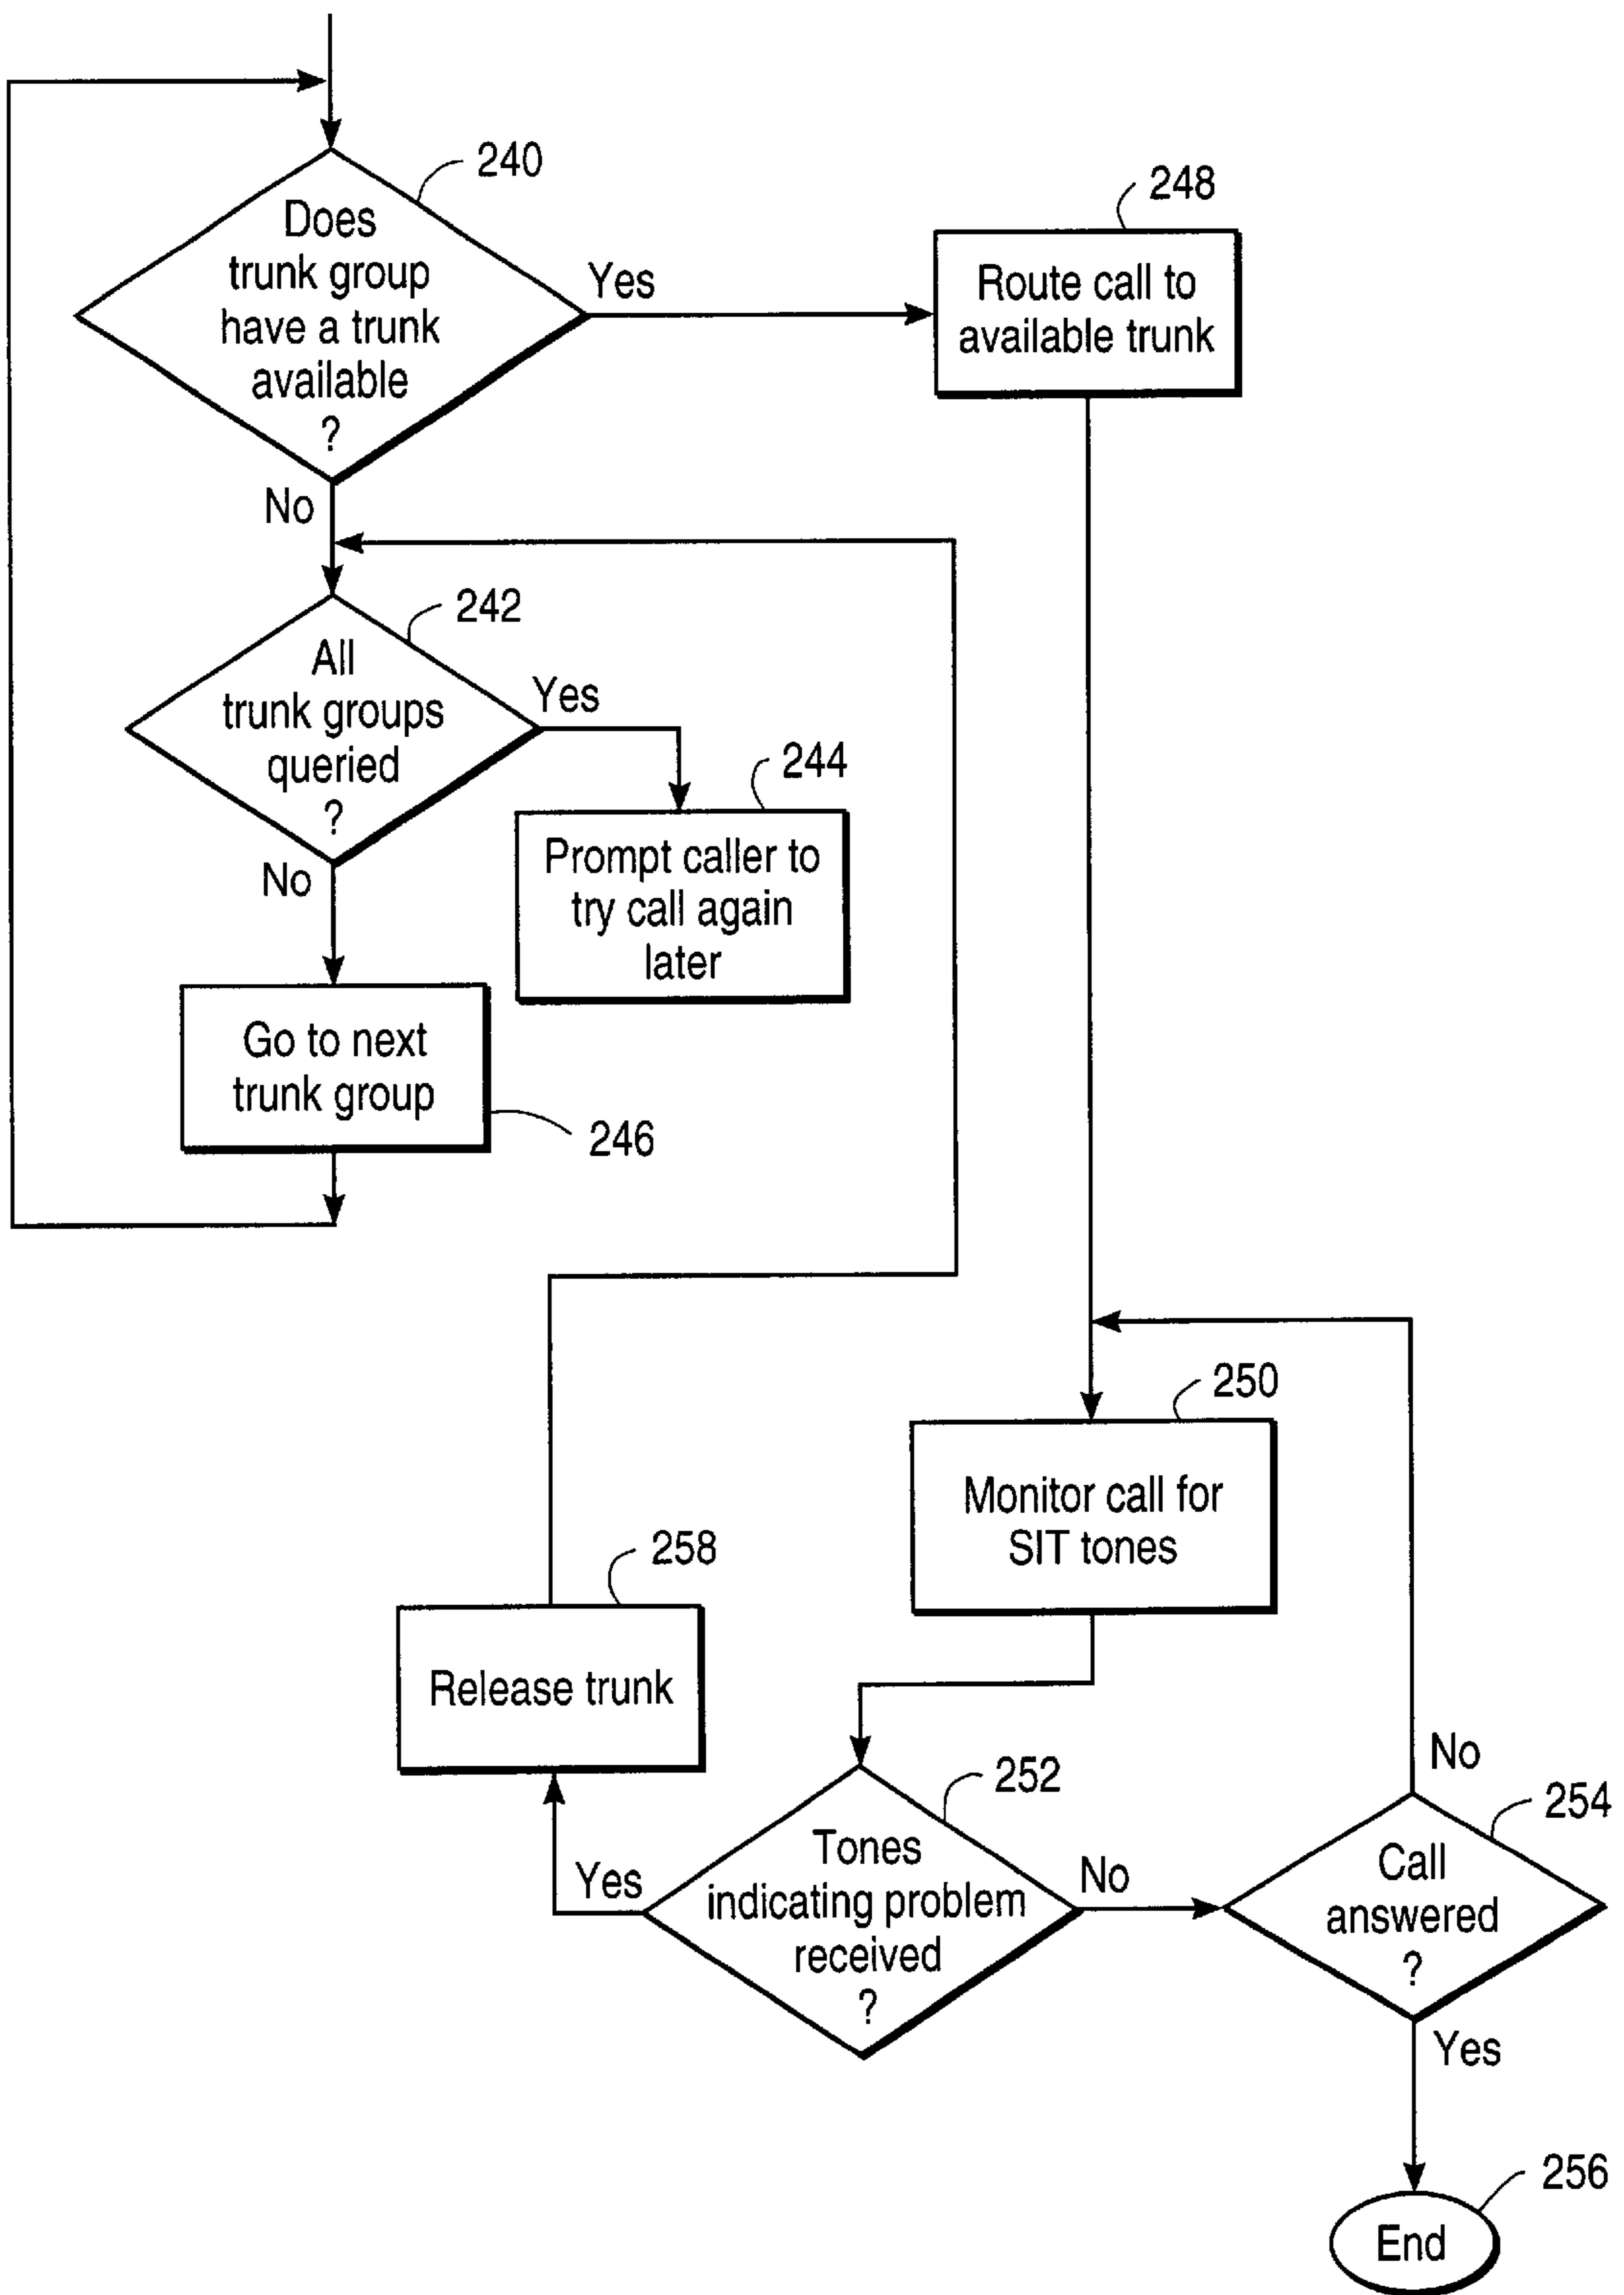 240
Does
trunk group
have a trunk
available
?
Yes
No
248
Route call to
available trunk
242
All
trunk groups
queried
?
Yes
No
244
Prompt caller to
try call again
later
Go to next
trunk group
246
250
Monitor call for
SIT tones
258
Release trunk
252
Tones
indicating problem
received
?
Yes
No
254
Call
answered
?
No
Yes
256
End